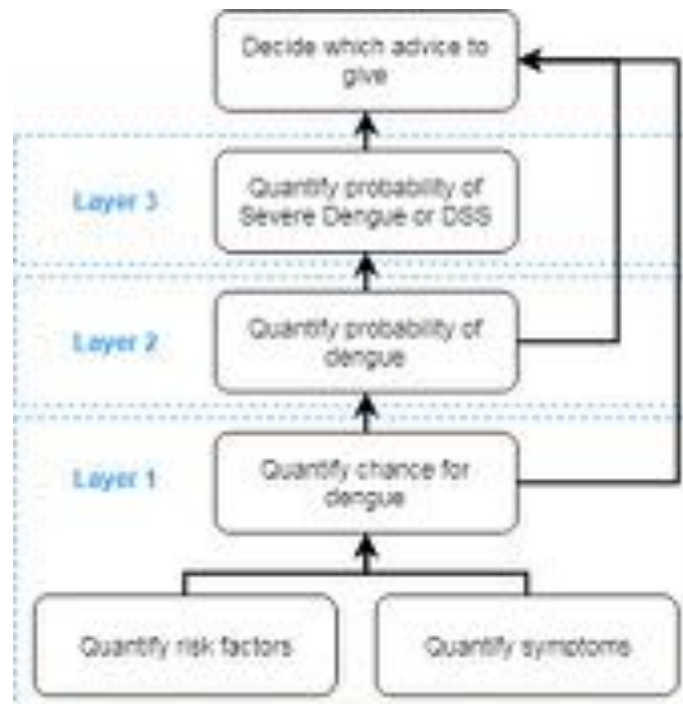 Decide which advice to
give
Layer 3
Quantify probability of
Severe Dengue or DSS
Layer 2
Quantify probability of
dengue
Layer 1
Quantify chance for
dengue
Quantify risk factors
Quantify symptoms